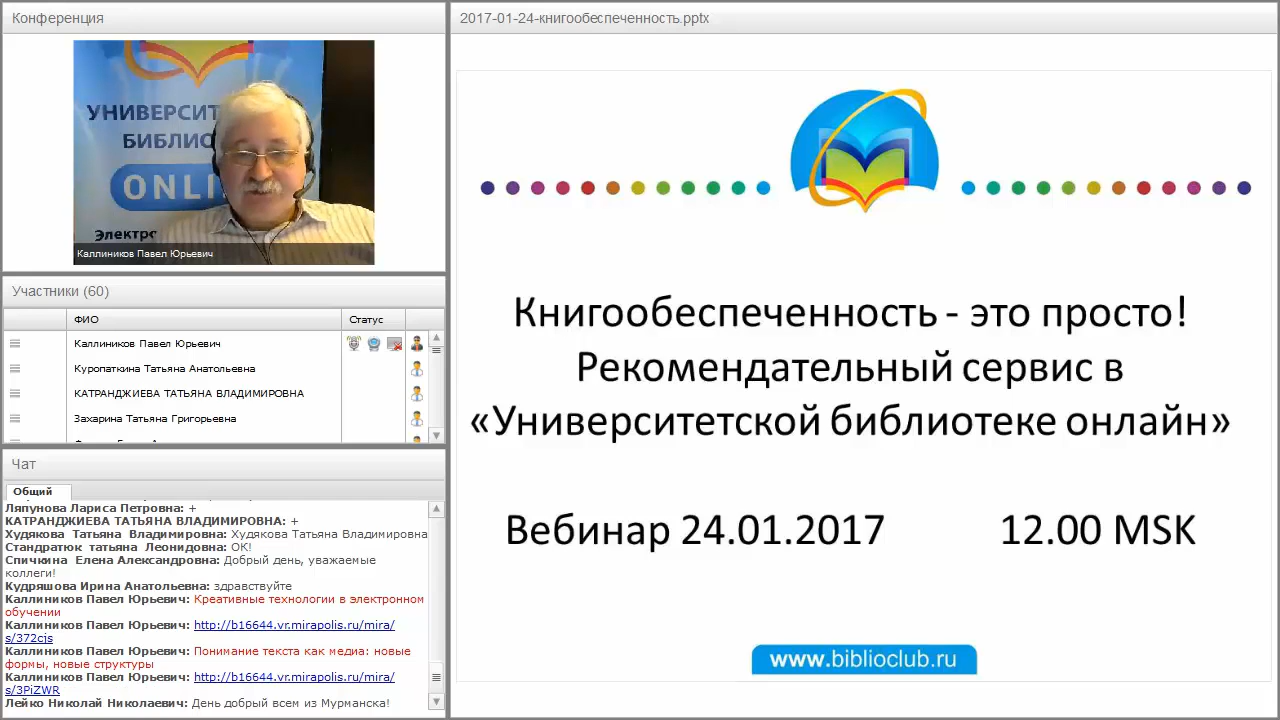 Конференция
УНИВЕРСИТ
БИБЛИО
ONLI
Электро
Каллиников Павел Юрьевич
Участники (60)
ФИО Статус
Каллиников Павел Юрьевич
Куропаткина Татьяна Анатольевна
КАТРАНДЖИЕВА ТАТЬЯНА ВЛАДИМИРОВНА
Захарина Татьяна Григорьевна
Чат
Общий
Ляпунова Лариса Петровна: +
КАТРАНДЖИЕВА ТАТЬЯНА ВЛАДИМИРОВНА: +
Худякова Татьяна Владимировна: Худякова Татьяна Владимировна
Стандратюк татьяна Леонидовна: ОК!
Спичкина Елена Александровна: Добрый день, уважаемые
коллеги!
Кудряшова Ирина Анатольевна: здравствуйте
Каллиников Павел Юрьевич: Креативные технологии в электронном
обучении
Каллиников Павел Юрьевич: http://b16644.vr.mirapolis.ru/mira/
s/372cjs
Каллиников Павел Юрьевич: Понимание текста как медиа: новые
формы, новые структуры
Каллиников Павел Юрьевич: http://b16644.vr.mirapolis.ru/mira/
s/3PiZWR
Лейко Николай Николаевич: День добрый всем из Мурманска!
2017-01-24-книгообеспеченность.pptx
Книгообеспеченность - это просто!
Рекомендательный сервис в
«Университетской библиотеке онлайн»
Вебинар 24.01.2017 12.00 MSK
www.biblioclub.ru